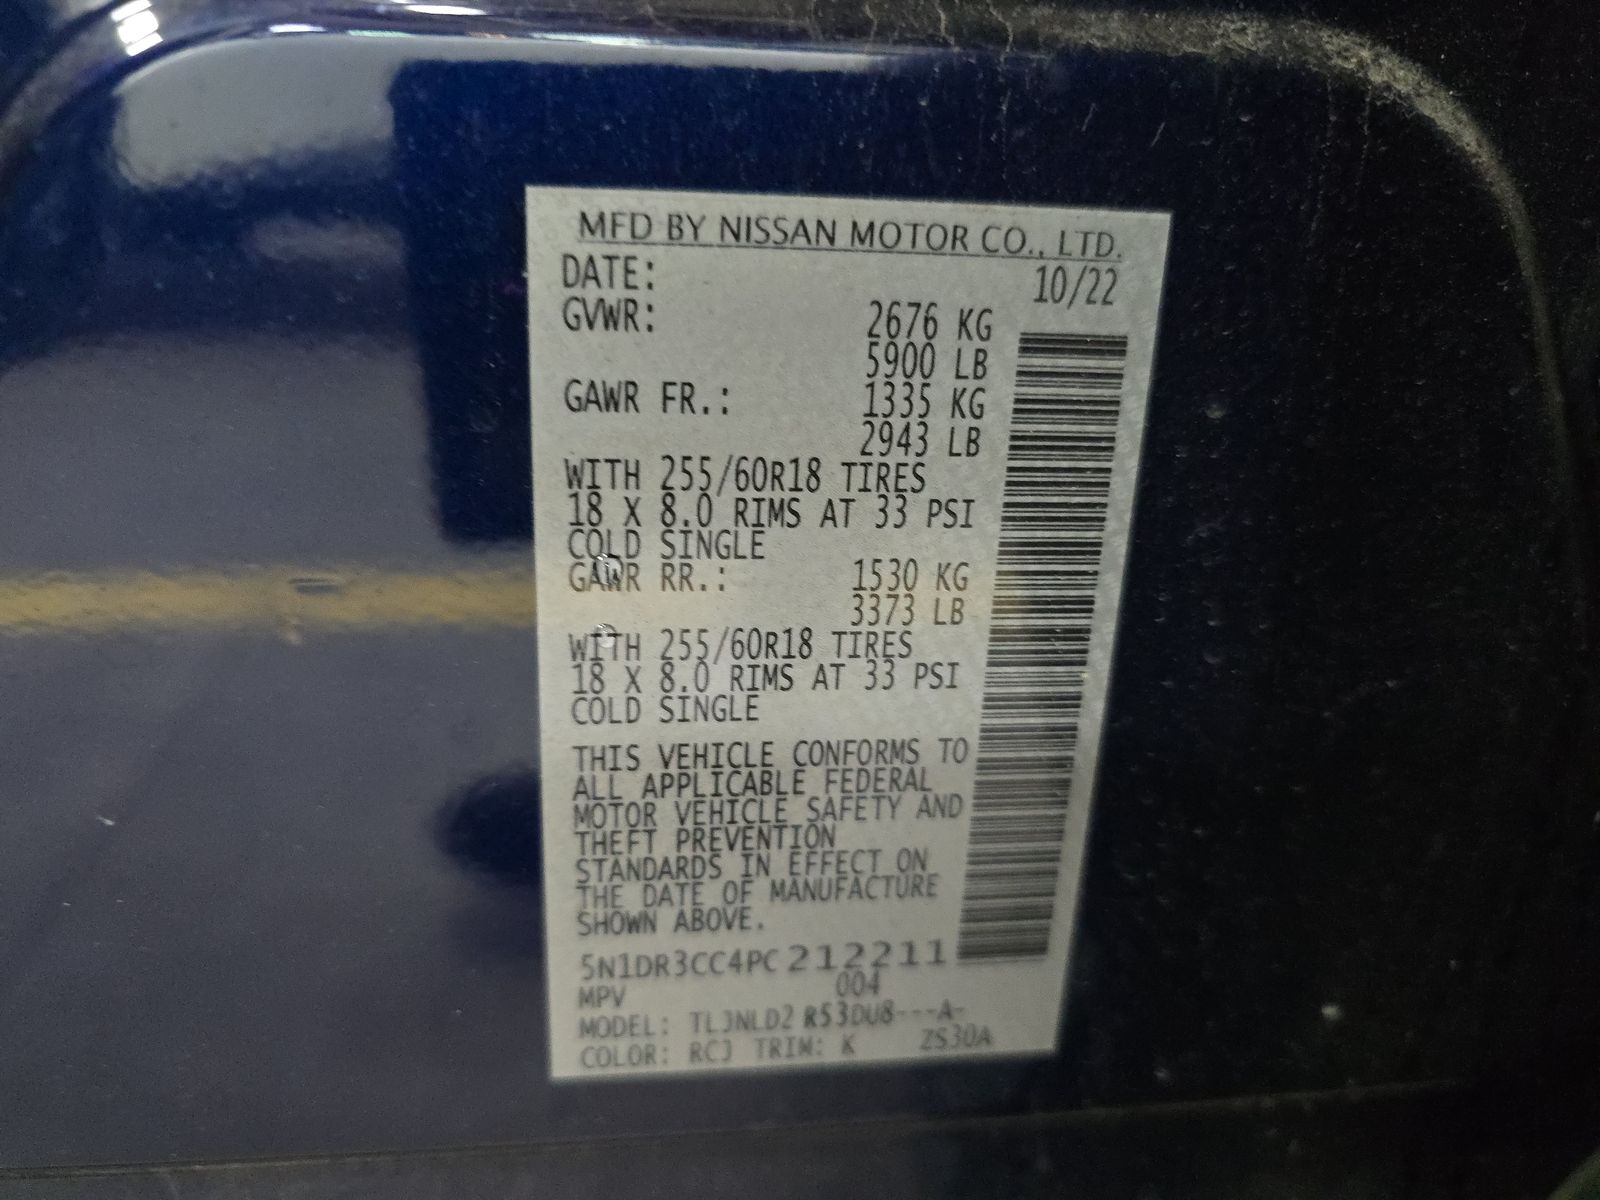 MFD BY NISSAN MOTOR CO., LTD.
DATE: 10/22
GVWR: 2676 KG
5900 LB
GAWR FR.: 1335 KG
2943 LB
WITH 255/60R18 TIRES
18 X 8.0 RIMS AT 33 PSI
COLD SINGLE
GAWR RR.: 1530 KG
3373 LB
WITH 255/60R18 TIRES
18 X 8.0 RIMS AT 33 PSI
COLD SINGLE
THIS VEHICLE CONFORMS TO
ALL APPLICABLE FEDERAL
MOTOR VEHICLE SAFETY AND
THEFT PREVENTION
STANDARDS IN EFFECT ON
THE DATE OF MANUFACTURE
SHOWN ABOVE.
5N1DR3CC4PC212211
MPV 004
MODEL: TLJNLD2 R53DU8---A-
COLOR: RCJ TRIM: K ZS30A